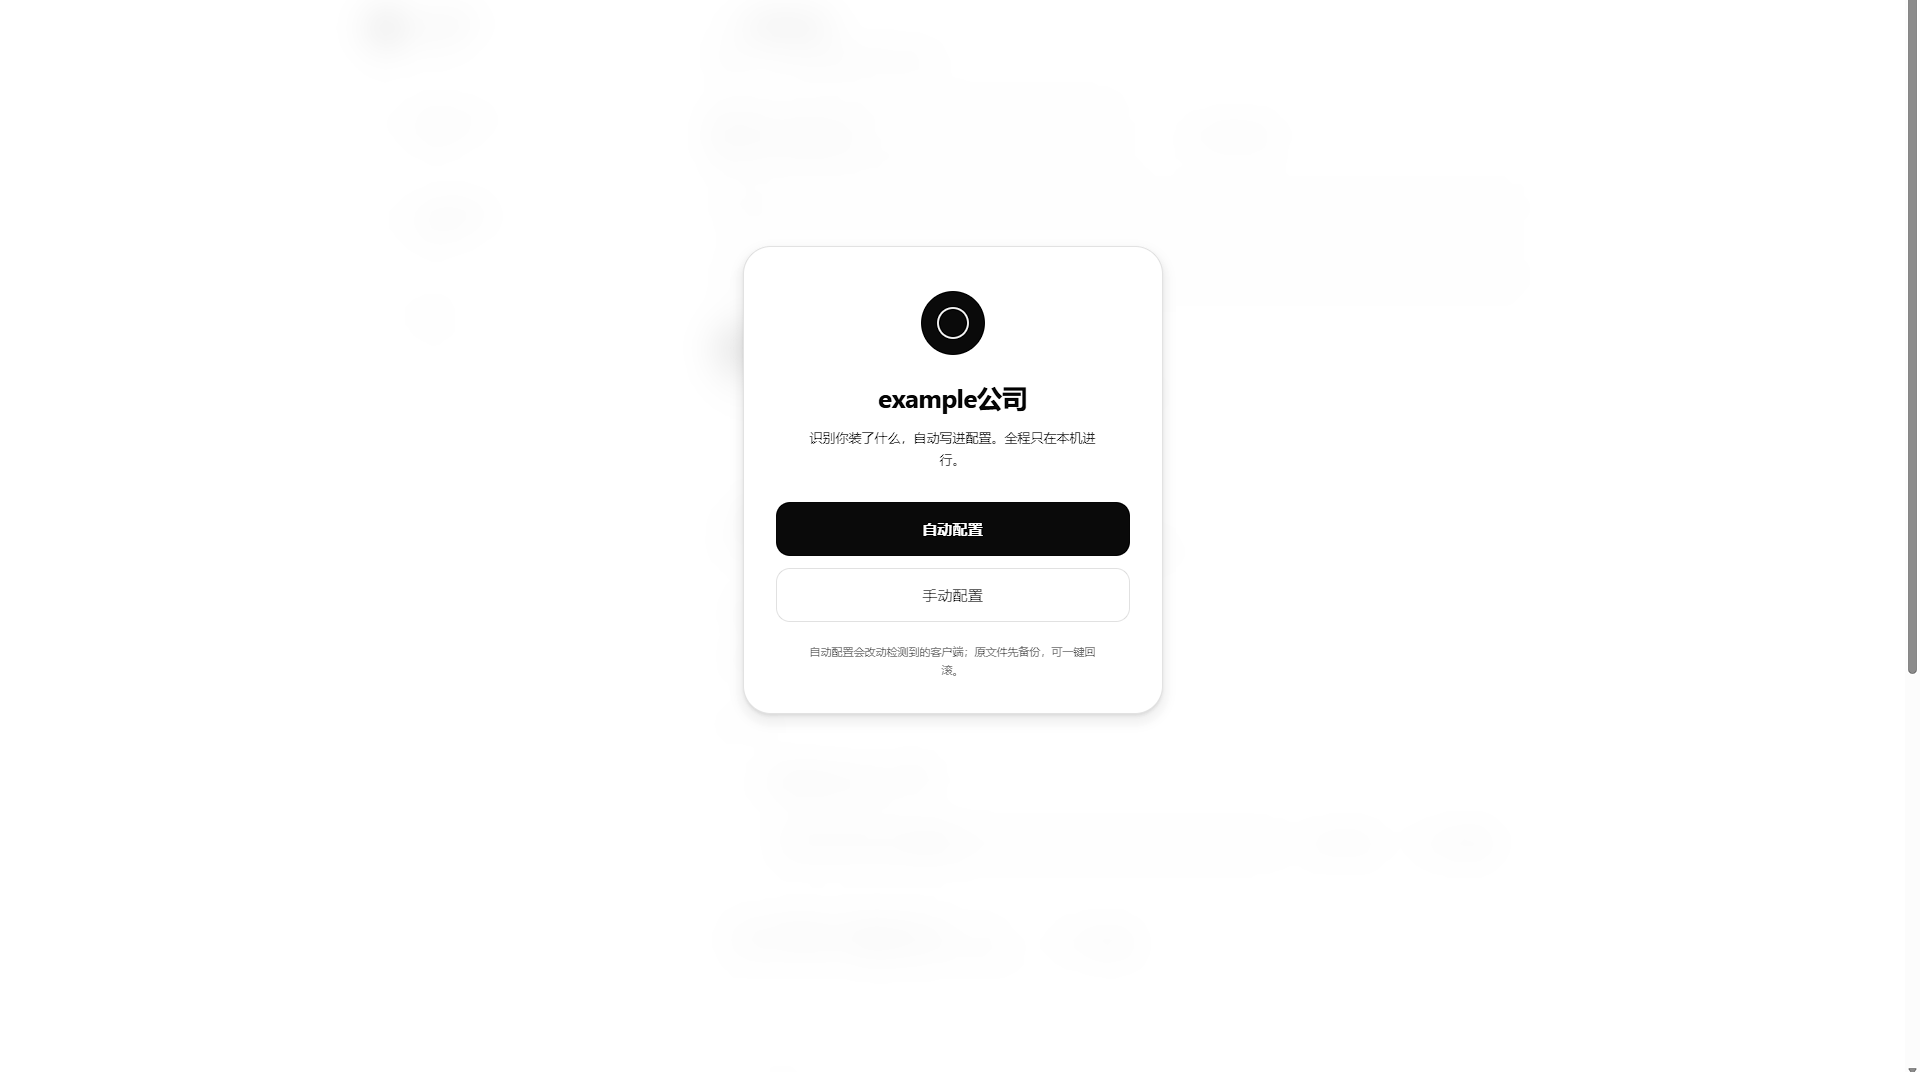 example公司
识别你装了什么，自动写进配置。全程只在本机进
行。
自动配置
手动配置
自动配置会改动检测到的客户端；原文件先备份，可一键回
滚。